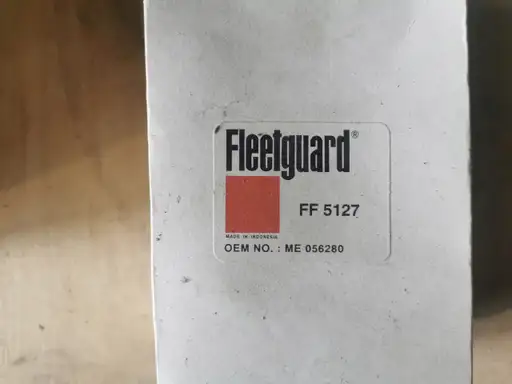 Fleetguard®
FF 5127
MADE IN INDONESIA
OEM NO. : ME 056280